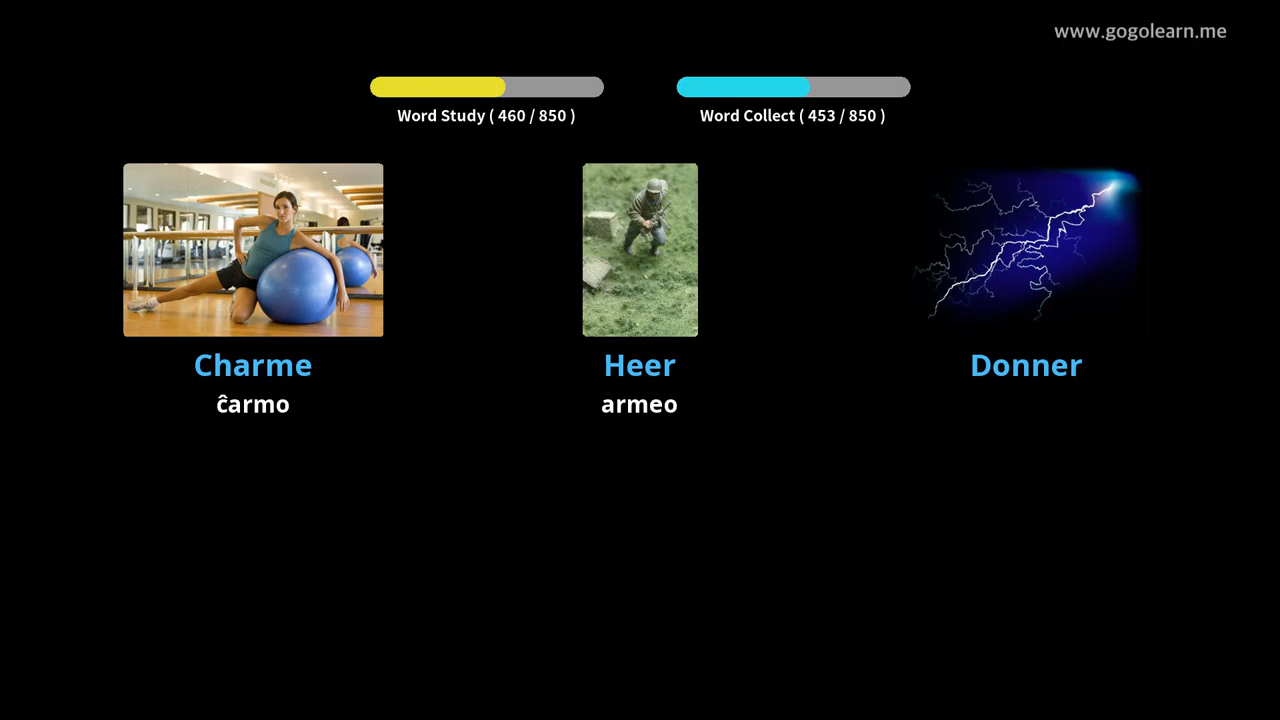 www.gogolearn.me
Word Study ( 460 / 850 )
Word Collect ( 453 / 850 )
Charme
Heer
Donner
ĉarmo
armeo